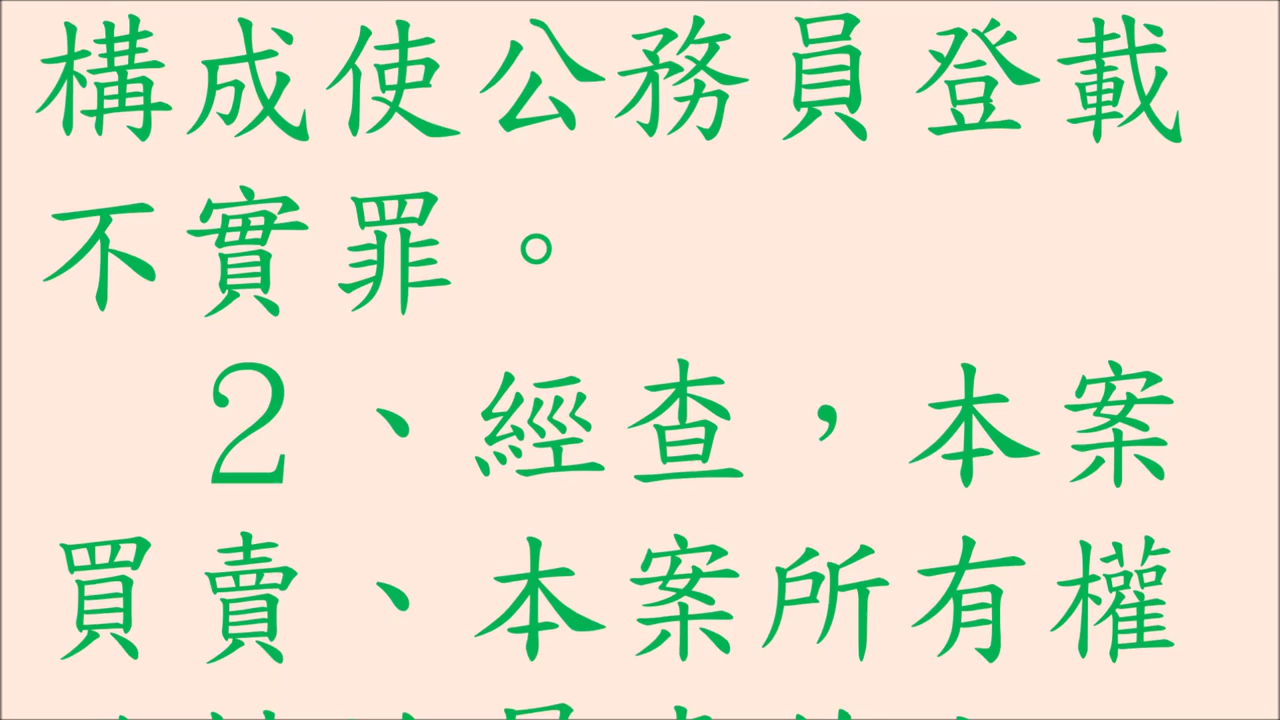 構成使公務員登載
不實罪。
2、經查,本案
買賣、本案所有權